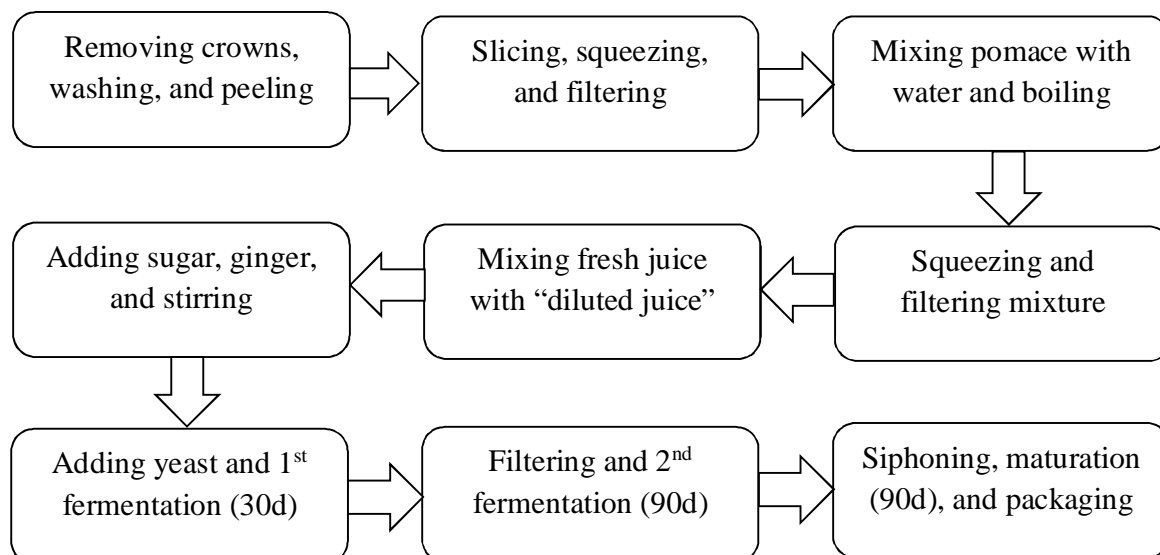 Removing crowns,
washing, and peeling
Slicing, squeezing,
and filtering
Mixing pomace with
water and boiling
Squeezing and
filtering mixture
Mixing fresh juice
with “diluted juice”
Adding sugar, ginger,
and stirring
Adding yeast and 1st
fermentation (30d)
Filtering and 2nd
fermentation (90d)
Siphoning, maturation
(90d), and packaging